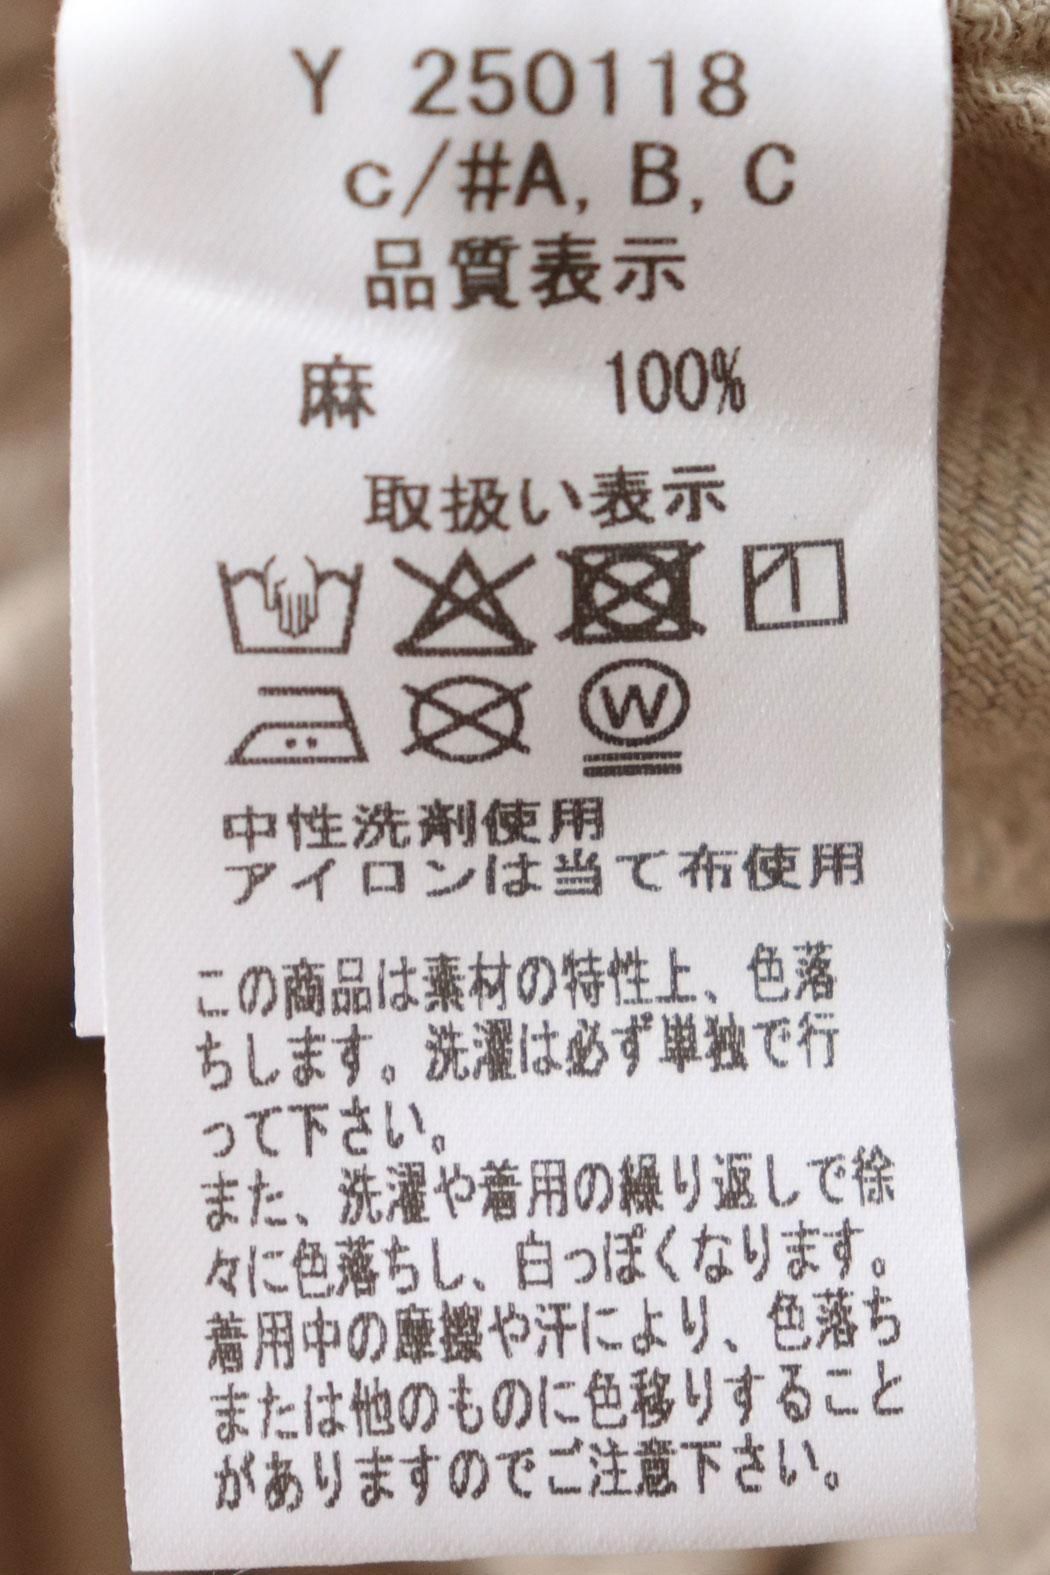 Y 250118
c/#A, B, C
品質表示
麻 100%
取扱い表示
W
中性洗剤使用
アイロンは当て布使用
この商品は素材の特性上、色落
ちします。洗濯は必ず単独で行
って下さい。
また、洗濯や着用の繰り返しで徐
々に色落ちし、白っぽくなります。
着用中の摩擦や汗により、色落ち
または他のものに色移りすること
がありますのでご注意下さい。